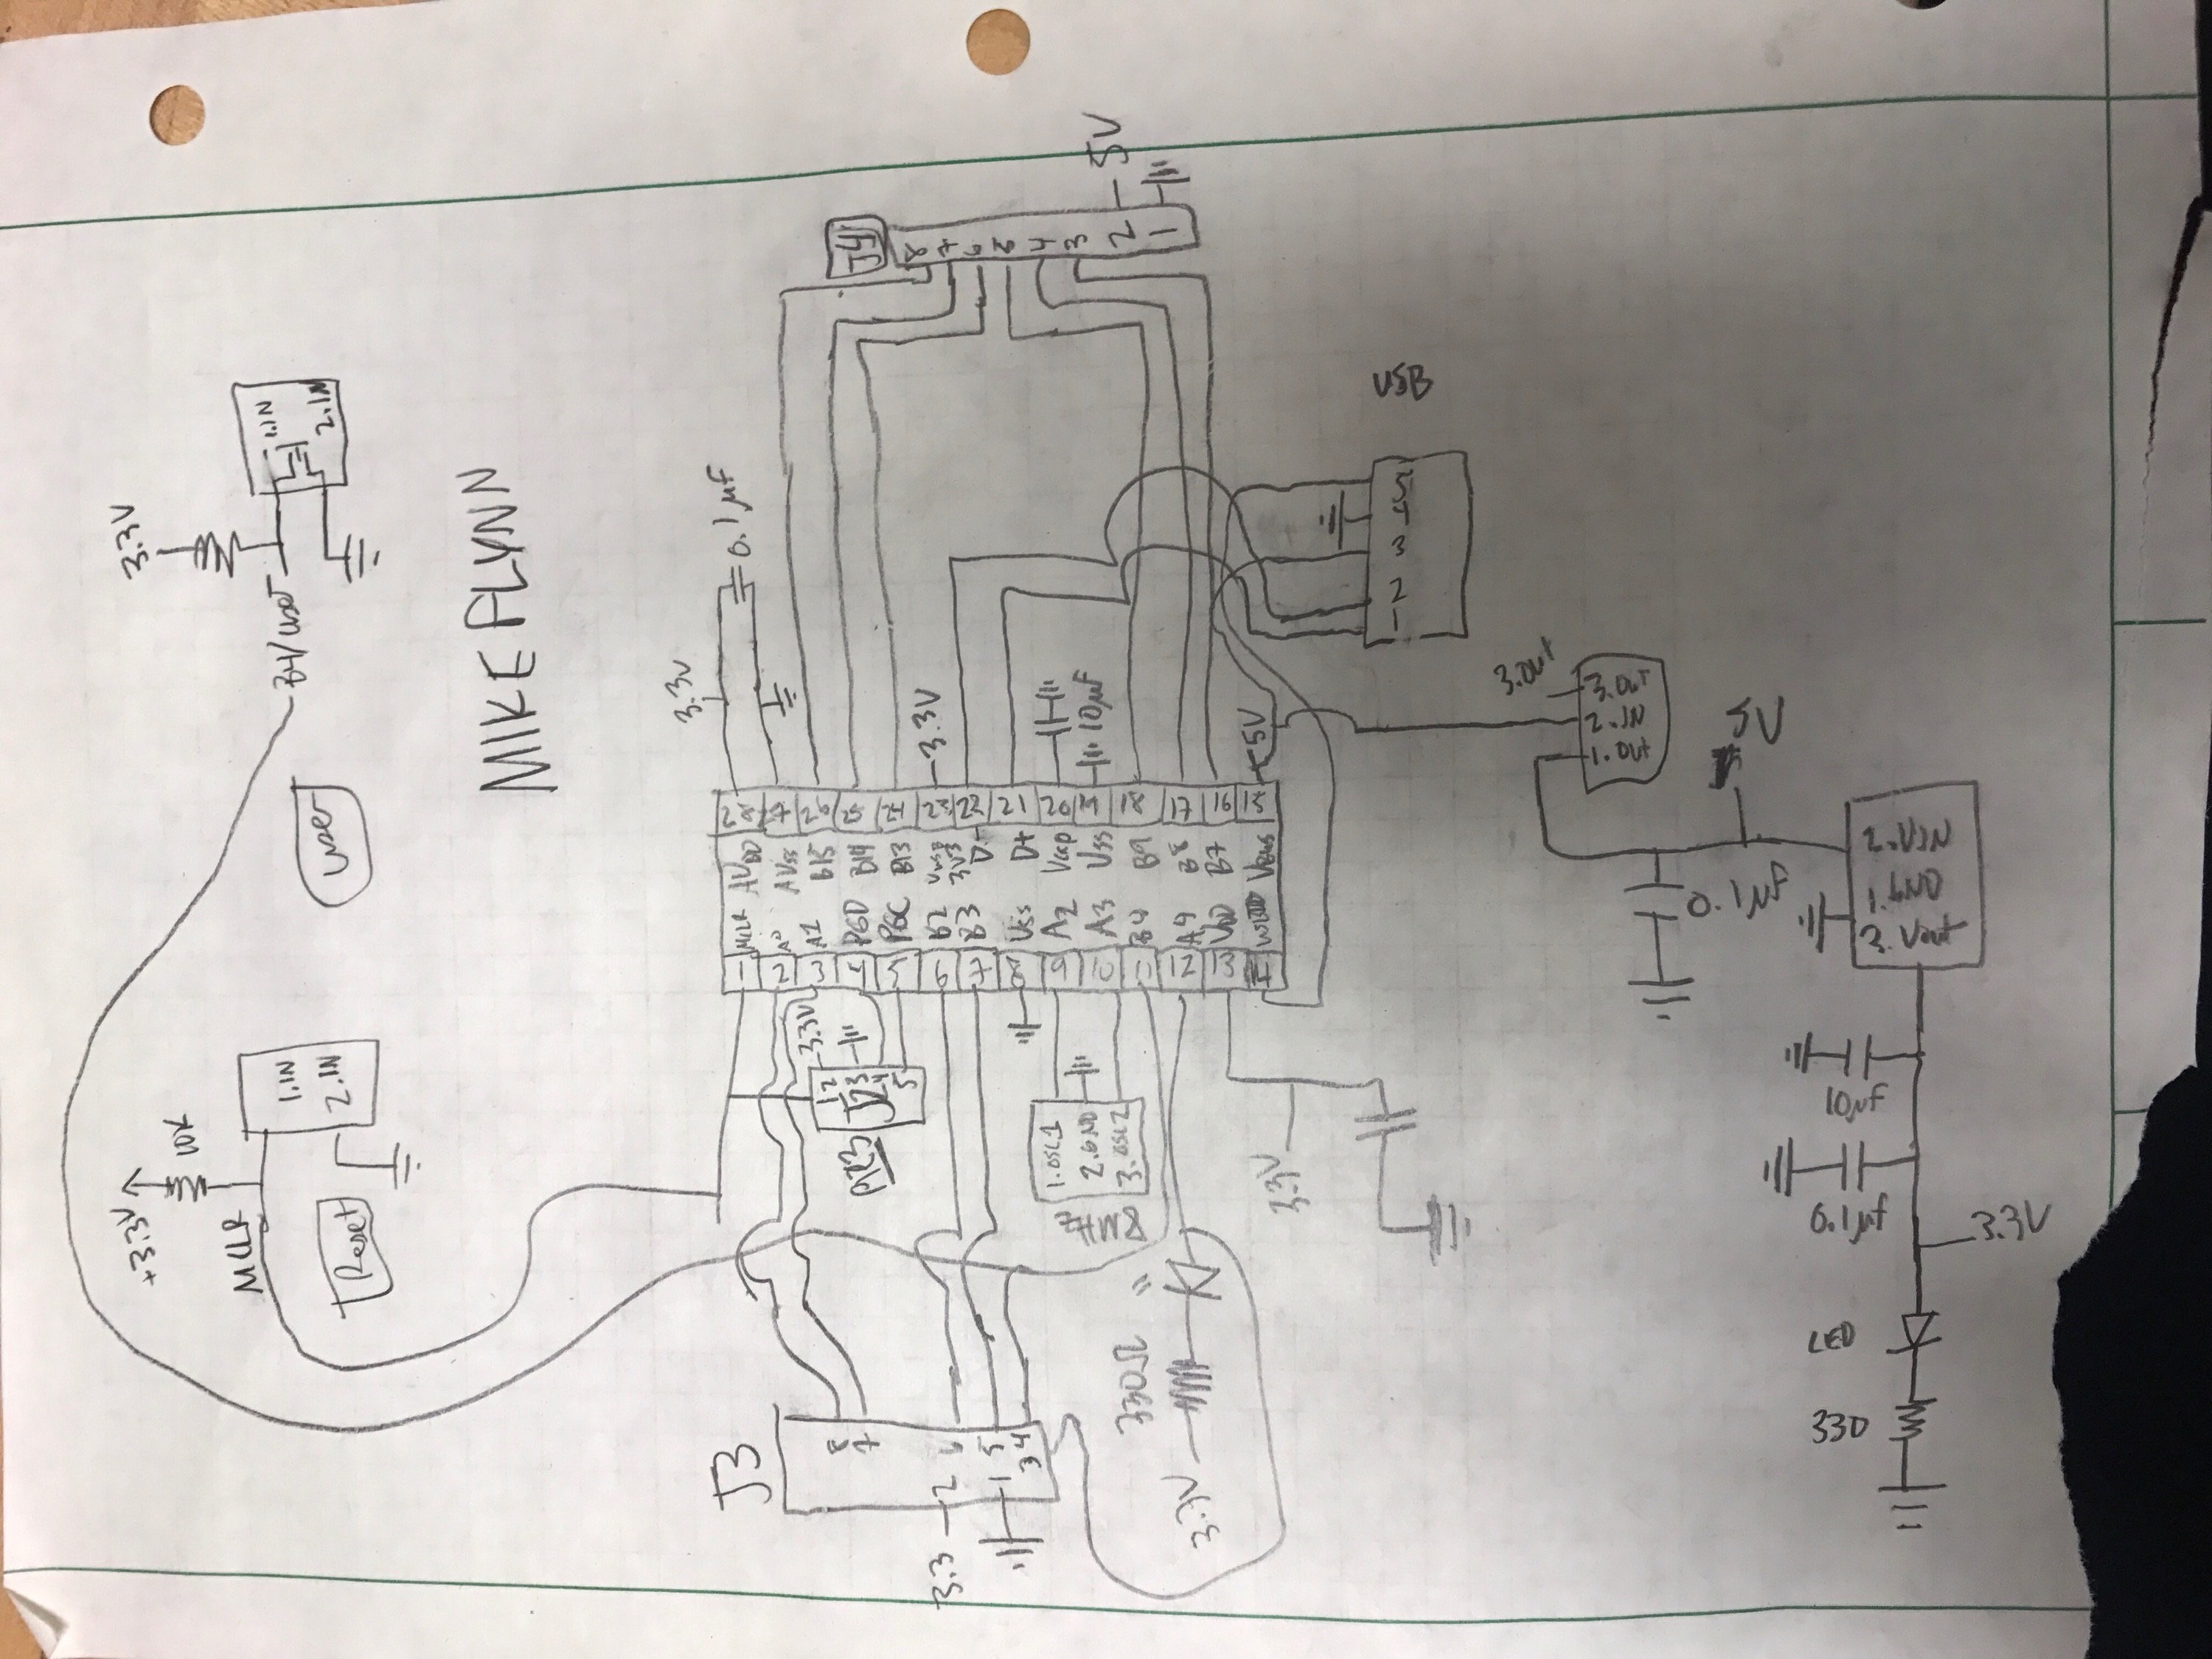 MIKE FLYNN
3.3V
B4/user
1.IN
2.IN
user
+3.3V
10K
MCLR
1.IN
2.IN
Reset
3.3V
0.1µF
3.3V
10µF
5V
28 27 26 25 24 23 22 21 20 19 18 17 16 15
AVDD
AVss
B15
B14
B13
Vusb
3V3
D-
D+
Vcap
Vss
B9
B8
B7
Vbus
MCLR
A0
A1
PGD
PGC
B2
B3
Vss
A2
A3
B4
A4
VDD
1 2 3 4 5 6 7 8 9 10 11 12 13 14
J4
8
7
6
5
4
3
2
1
5V
USB
1 2 3 4 5
3.3V
1
2
3
4
5
J2
1.OSC1
2.GND
3.OSC2
8MHz
330Ω
3.3V
3.3V
J3
8
7
6
5
4
3
2
1
3.3
3.out
3.out
2.IN
1.out
5V
0.1µF
2.VIN
1.GND
3.Vout
10µF
0.1µF
3.3V
LED
330